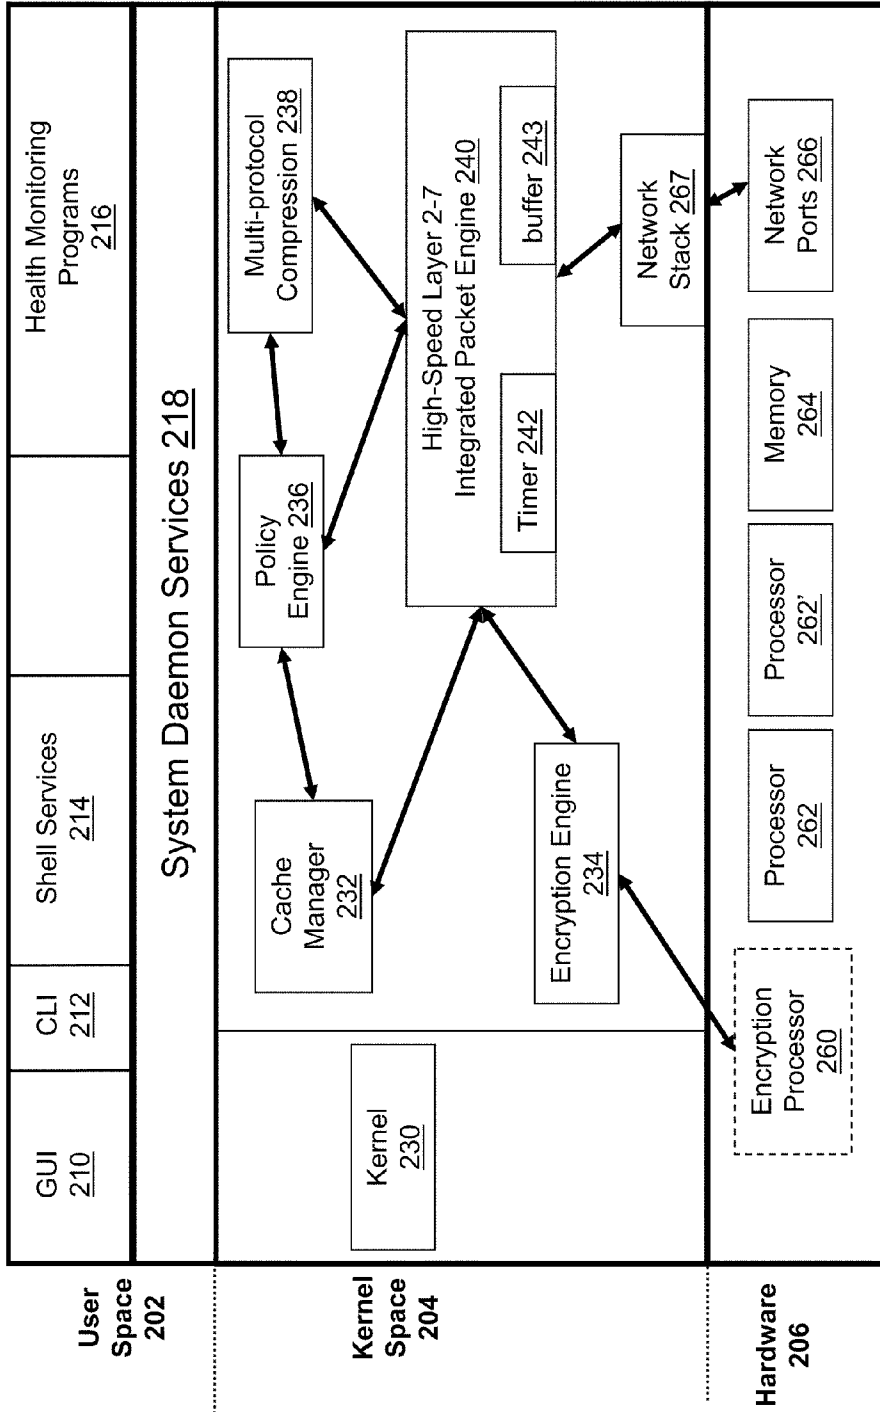 User
Space
202
GUI
210
CLI
212
Shell Services
214
Health Monitoring
Programs
216
System Daemon Services 218
Kernel
Space
204
Kernel
230
Cache
Manager
232
Policy
Engine 236
Multi-protocol
Compression 238
High-Speed Layer 2-7
Integrated Packet Engine 240
Timer 242
buffer 243
Encryption Engine
234
Network
Stack 267
Hardware
206
Encryption
Processor
260
Processor
262
Processor
262'
Memory
264
Network
Ports 266